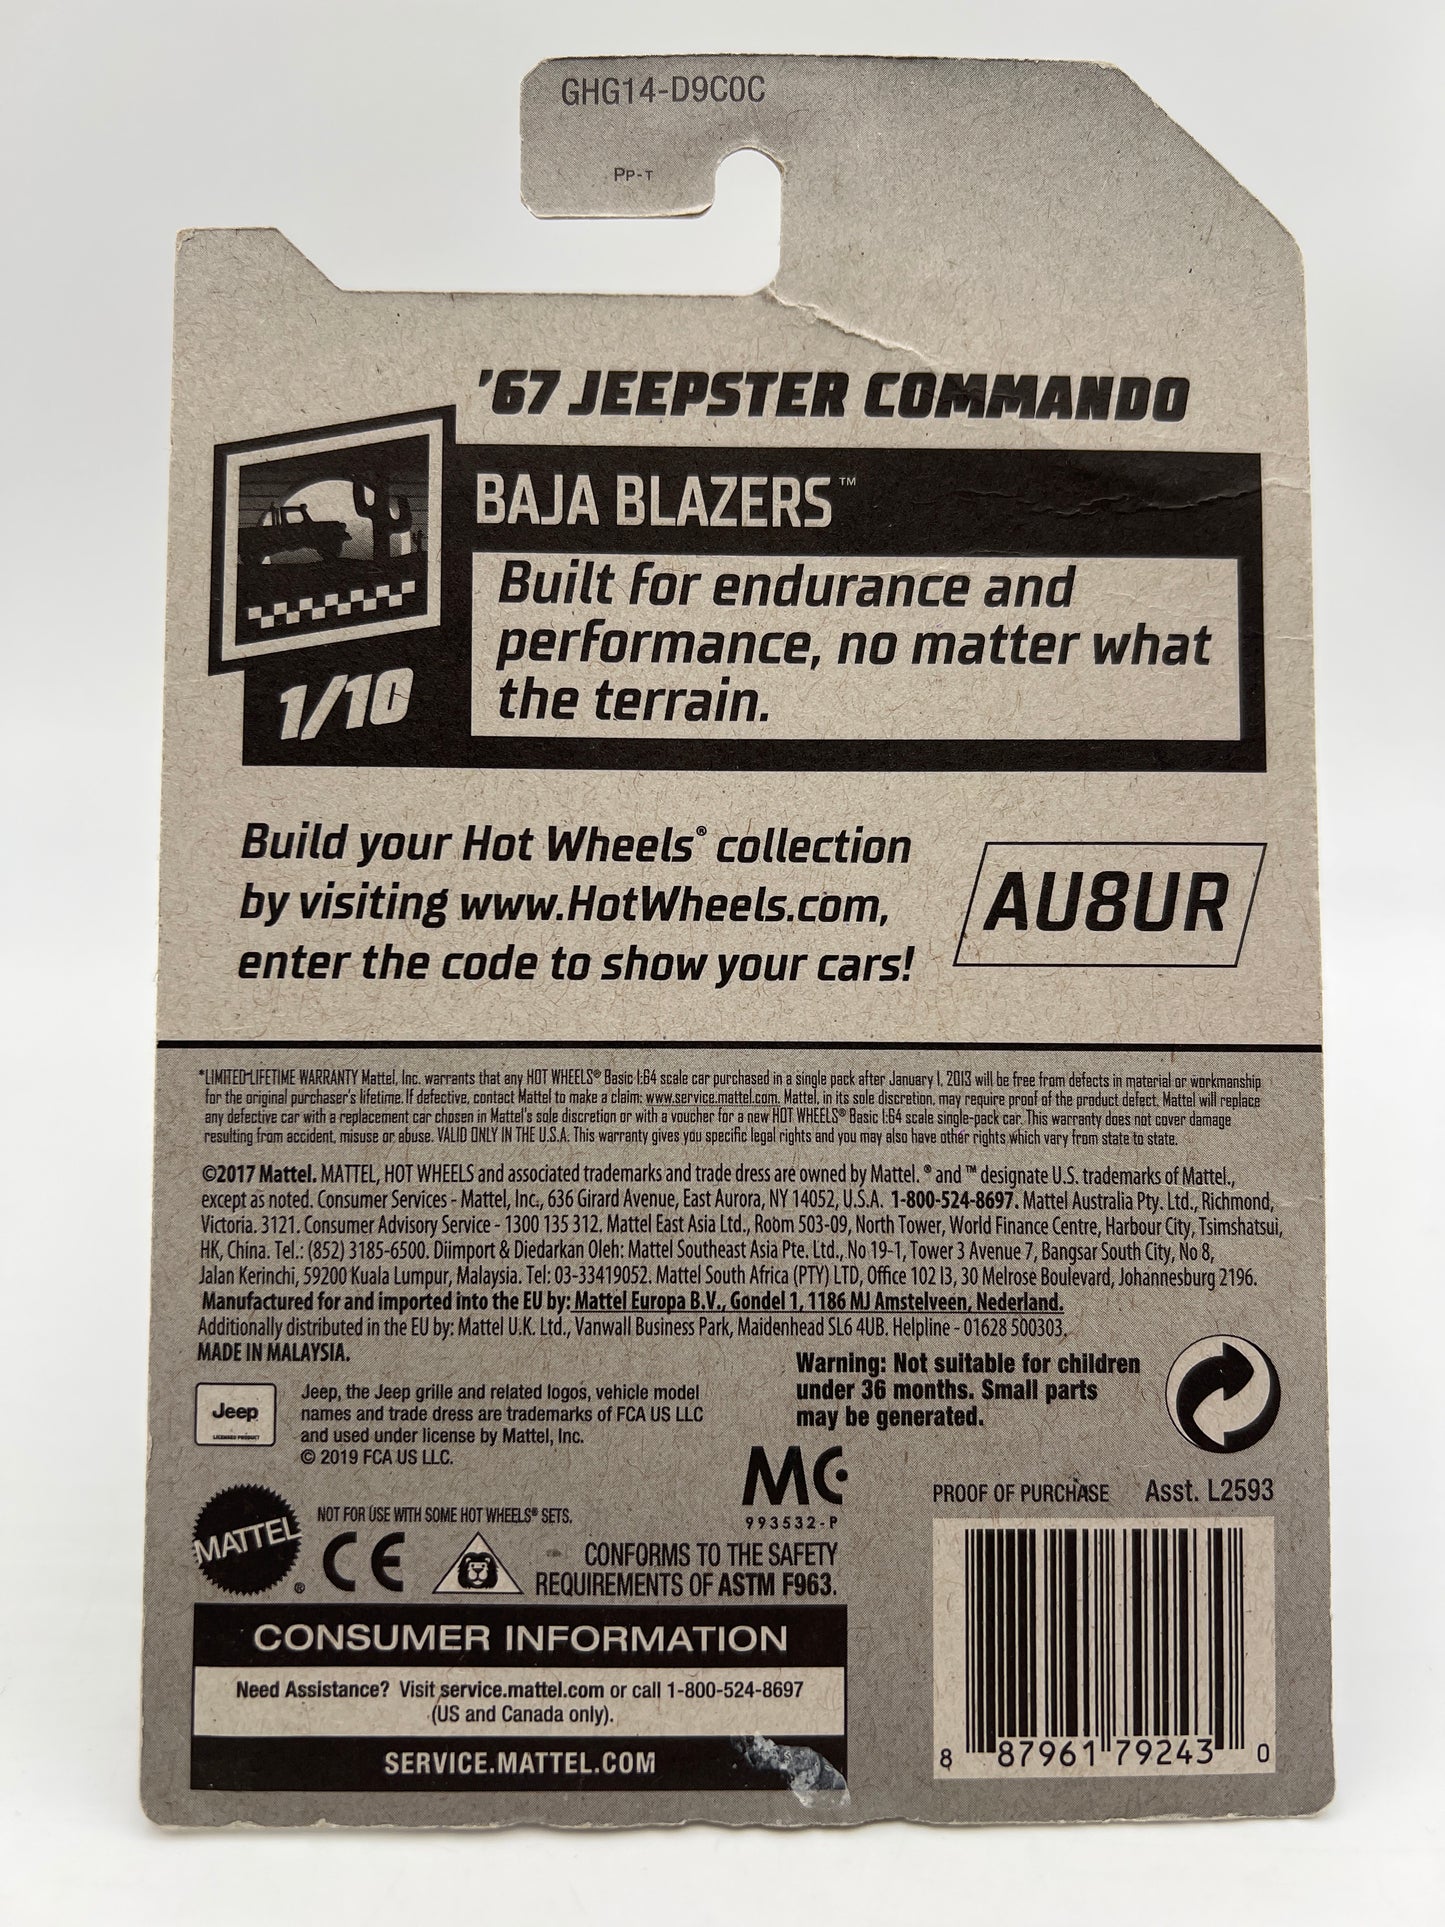 GHG14-D9C0C
PP-T
'67 JEEPSTER COMMANDO
BAJA BLAZERS™
Built for endurance and
performance, no matter what
the terrain.
1/10
Build your Hot Wheels® collection
by visiting www.HotWheels.com,
enter the code to show your cars!
AU8UR
*LIMITED LIFETIME WARRANTY Mattel, Inc. warrants that any HOT WHEELS® Basic 1:64 scale car purchased in a single pack after January 1, 2013 will be free from defects in material or workmanship
for the original purchaser's lifetime. If defective, contact Mattel to make a claim: www.service.mattel.com. Mattel, in its sole discretion, may require proof of the product defect. Mattel will replace
any defective car with a replacement car chosen in Mattel's sole discretion or with a voucher for a new HOT WHEELS® Basic 1:64 scale single-pack car. This warranty does not cover damage
resulting from accident, misuse or abuse. VALID ONLY IN THE U.S.A. This warranty gives you specific legal rights and you may also have other rights which vary from state to state.
©2017 Mattel. MATTEL, HOT WHEELS and associated trademarks and trade dress are owned by Mattel. ® and ™ designate U.S. trademarks of Mattel.,
except as noted. Consumer Services - Mattel, Inc., 636 Girard Avenue, East Aurora, NY 14052, U.S.A. 1-800-524-8697. Mattel Australia Pty. Ltd., Richmond,
Victoria. 3121. Consumer Advisory Service - 1300 135 312. Mattel East Asia Ltd., Room 503-09, North Tower, World Finance Centre, Harbour City, Tsimshatsui,
HK, China. Tel.: (852) 3185-6500. Diimport & Diedarkan Oleh: Mattel Southeast Asia Pte. Ltd., No 19-1, Tower 3 Avenue 7, Bangsar South City, No 8,
Jalan Kerinchi, 59200 Kuala Lumpur, Malaysia. Tel: 03-33419052. Mattel South Africa (PTY) LTD, Office 102 I3, 30 Melrose Boulevard, Johannesburg 2196.
Manufactured for and imported into the EU by: Mattel Europa B.V., Gondel 1, 1186 MJ Amstelveen, Nederland.
Additionally distributed in the EU by: Mattel U.K. Ltd., Vanwall Business Park, Maidenhead SL6 4UB. Helpline - 01628 500303.
MADE IN MALAYSIA.
Warning: Not suitable for children
under 36 months. Small parts
may be generated.
Jeep
LICENSED PRODUCT
Jeep, the Jeep grille and related logos, vehicle model
names and trade dress are trademarks of FCA US LLC
and used under license by Mattel, Inc.
© 2019 FCA US LLC.
MC
993532-P
PROOF OF PURCHASE Asst. L2593
MATTEL®
NOT FOR USE WITH SOME HOT WHEELS® SETS.
CE
CONFORMS TO THE SAFETY
REQUIREMENTS OF ASTM F963.
CONSUMER INFORMATION
Need Assistance? Visit service.mattel.com or call 1-800-524-8697
(US and Canada only).
SERVICE.MATTEL.COM
8 87961 79243 0